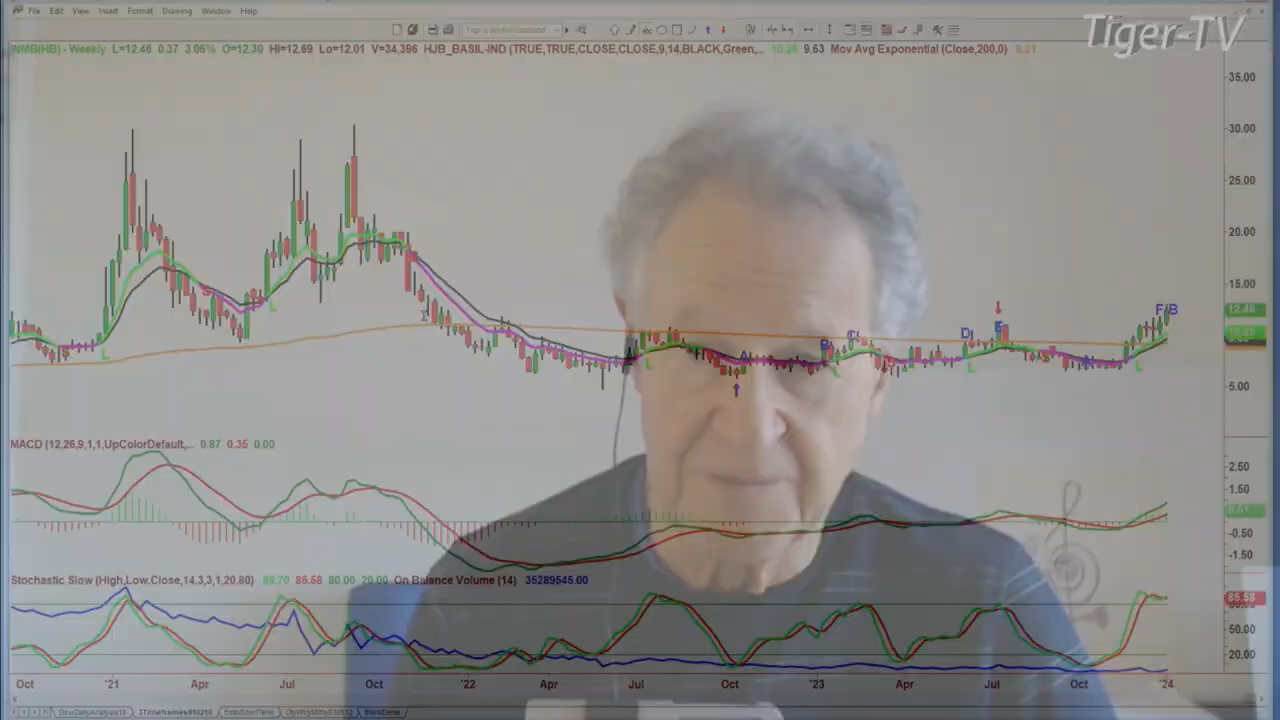 File Edit View Insert Format Drawing Window Help
Tiger-TV
INMB(HB) - Weekly L=12.46 0.37 3.06% O=12.30 Hi=12.69 Lo=12.01 V=34,396 HJB_BASIL-IND (TRUE,TRUE,CLOSE,CLOSE,9,14,BLACK,Green,... 9.63 Mov Avg Exponential (Close,200,0) 9.21
35.00
30.00
25.00
20.00
15.00
5.00
S
L
L
L
A
B
C
L
D
E
L
L
F/B
MACD (12,26,9,1,1,UpColorDefault,... 0.87 0.35 0.00
2.50
1.50
-0.50
-1.50
Stochastic Slow (High,Low,Close,14,3,3,1,20,80) 88.70 86.58 80.00 20.00 On Balance Volume (14) 35289545.00
86.58
50.00
20.00
Oct '21 Apr Jul Oct '22 Apr Jul Oct '23 Apr Jul Oct '24